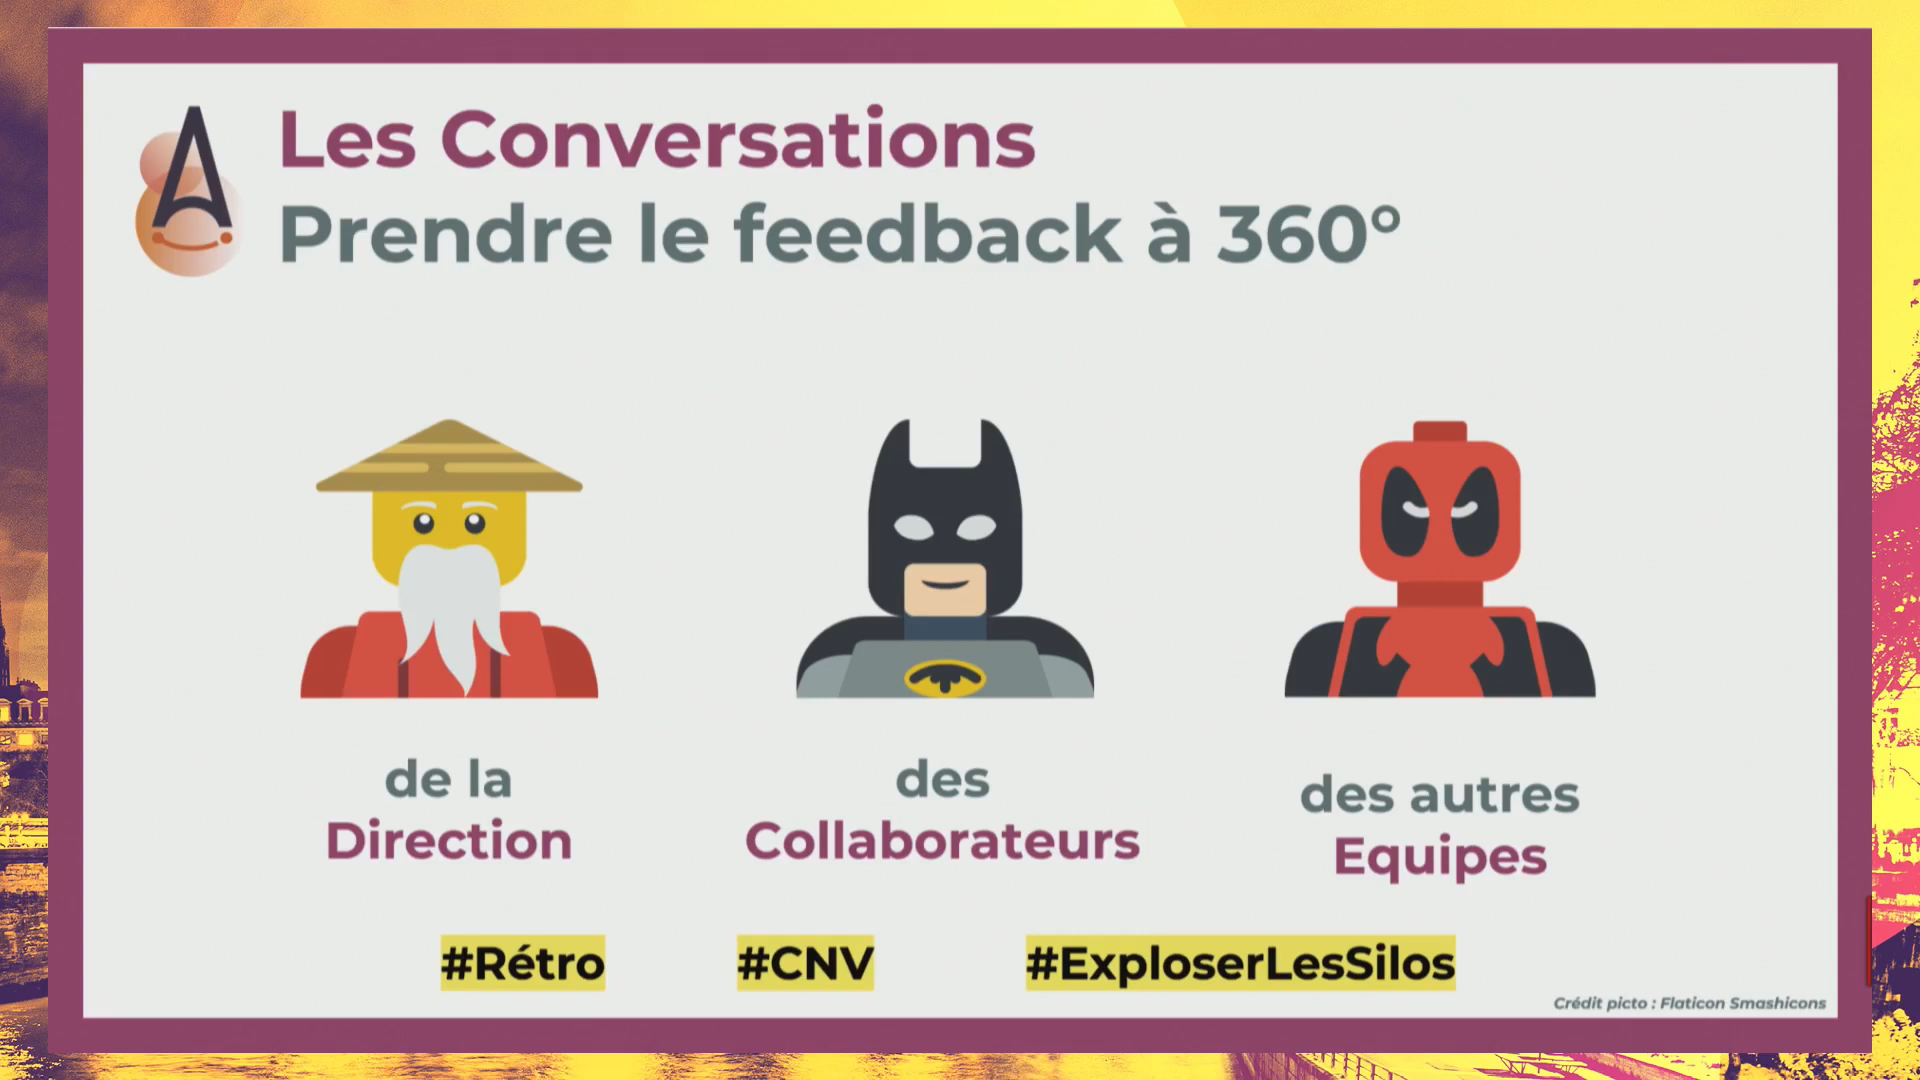 Les Conversations
Prendre le feedback à 360°
de la
Direction
des
Collaborateurs
des autres
Equipes
#Rétro
#CNV
#ExploserLesSilos
Crédit picto : Flaticon Smashicons